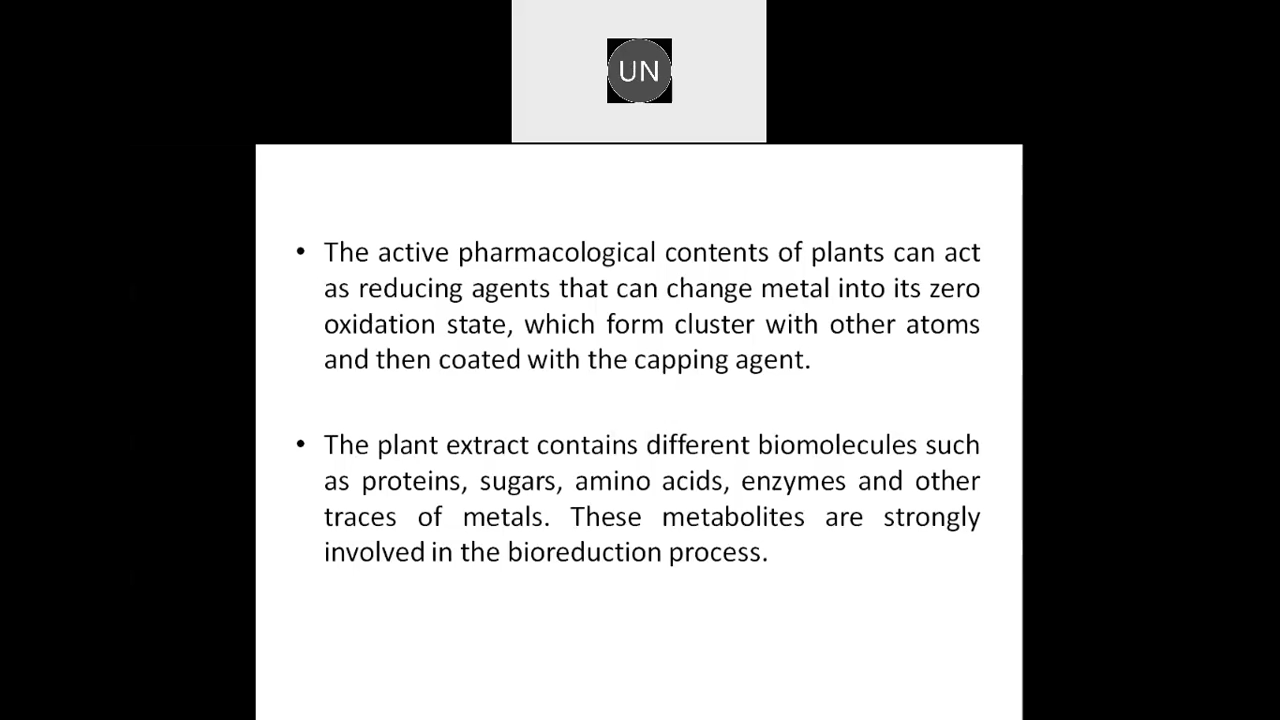 UN
• The active pharmacological contents of plants can act
as reducing agents that can change metal into its zero
oxidation state, which form cluster with other atoms
and then coated with the capping agent.
• The plant extract contains different biomolecules such
as proteins, sugars, amino acids, enzymes and other
traces of metals. These metabolites are strongly
involved in the bioreduction process.